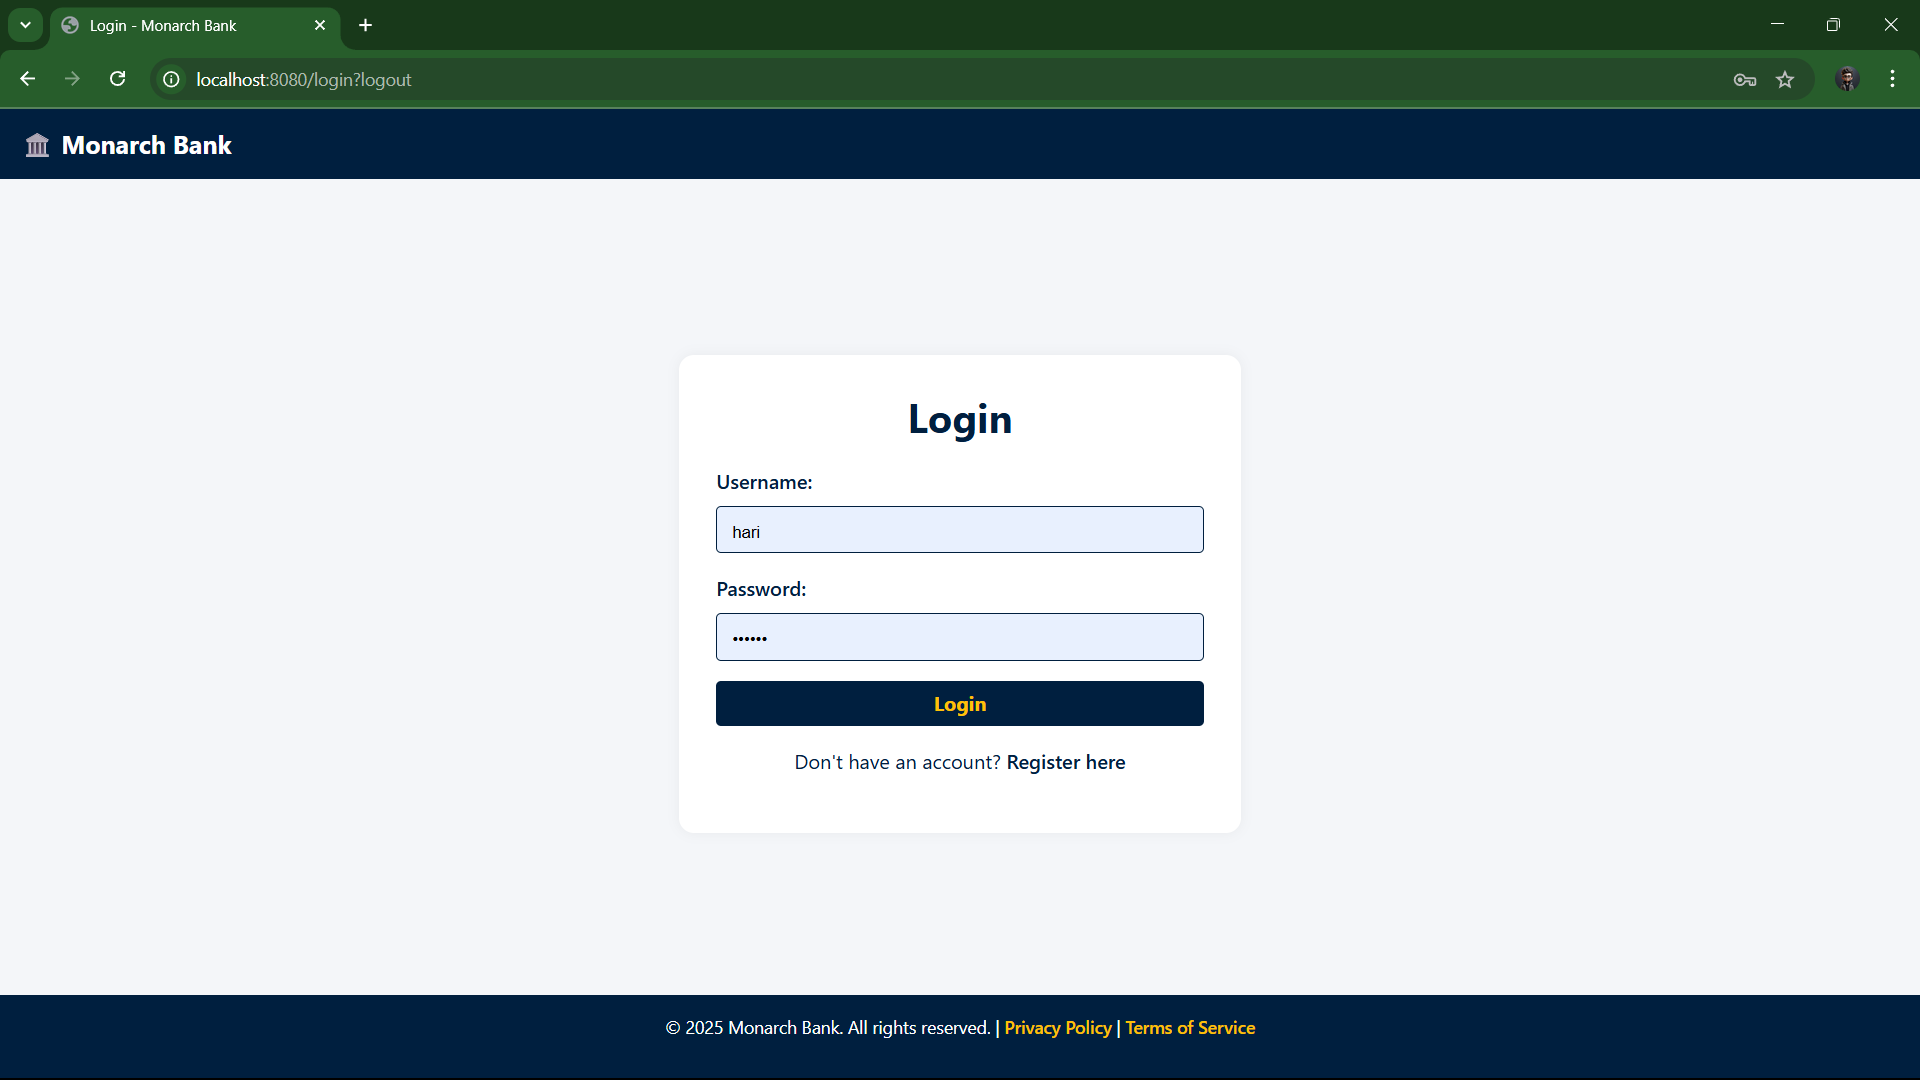 Login - Monarch Bank
localhost:8080/login?logout
Monarch Bank
Login
Username:
hari
Password:
••••••
Login
Don't have an account? Register here
© 2025 Monarch Bank. All rights reserved. | Privacy Policy | Terms of Service